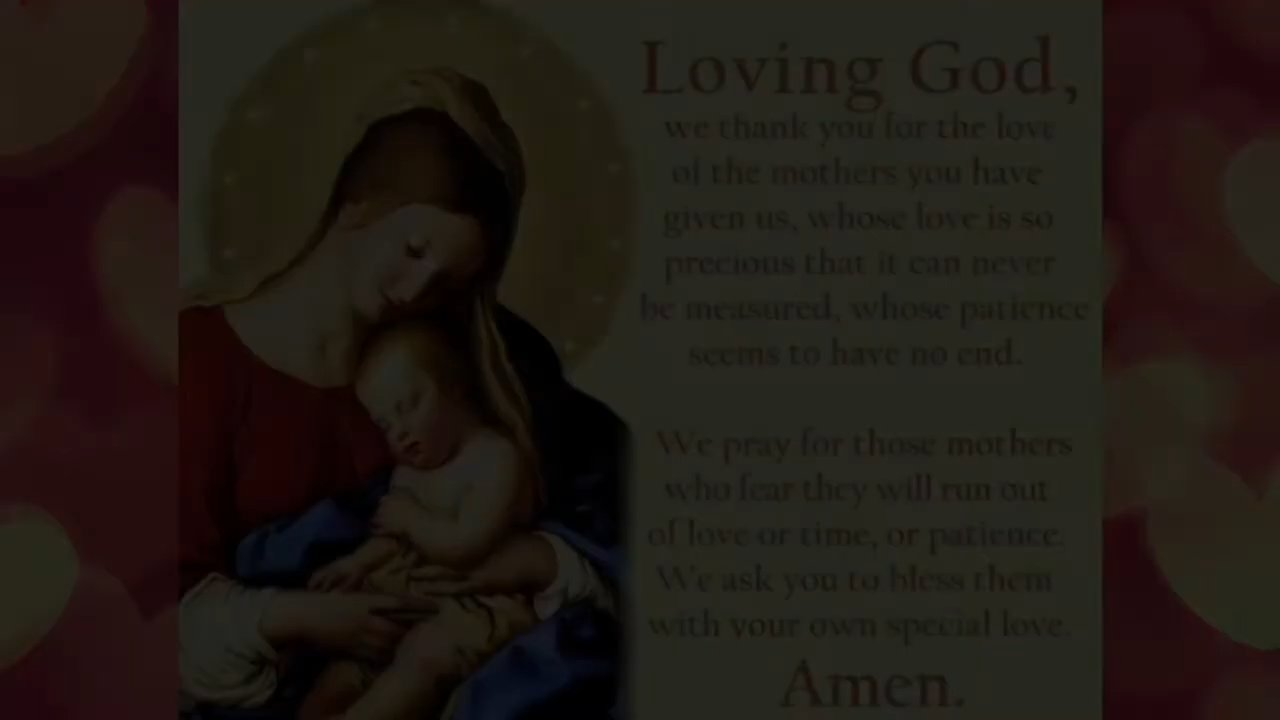 Loving God,
we thank you for the love
of the mothers you have
given us, whose love is so
precious that it can never
be measured, whose patience
seems to have no end.
We pray for those mothers
who fear they will run out
of love or time, or patience.
We ask you to bless them
with your own special love.
Amen.